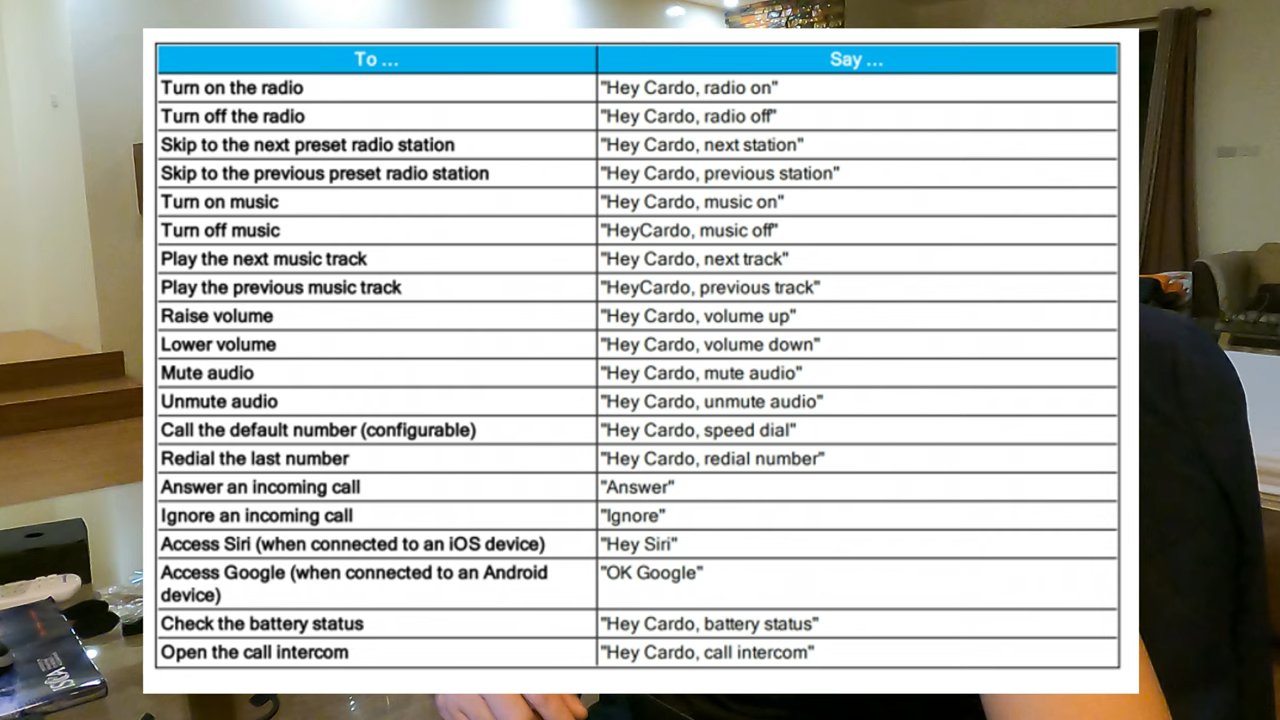 To ... Say ...
Turn on the radio "Hey Cardo, radio on"
Turn off the radio "Hey Cardo, radio off"
Skip to the next preset radio station "Hey Cardo, next station"
Skip to the previous preset radio station "Hey Cardo, previous station"
Turn on music "Hey Cardo, music on"
Turn off music "HeyCardo, music off"
Play the next music track "Hey Cardo, next track"
Play the previous music track "HeyCardo, previous track"
Raise volume "Hey Cardo, volume up"
Lower volume "Hey Cardo, volume down"
Mute audio "Hey Cardo, mute audio"
Unmute audio "Hey Cardo, unmute audio"
Call the default number (configurable) "Hey Cardo, speed dial"
Redial the last number "Hey Cardo, redial number"
Answer an incoming call "Answer"
Ignore an incoming call "Ignore"
Access Siri (when connected to an iOS device) "Hey Siri"
Access Google (when connected to an Android "OK Google"
device)
Check the battery status "Hey Cardo, battery status"
Open the call intercom "Hey Cardo, call intercom"